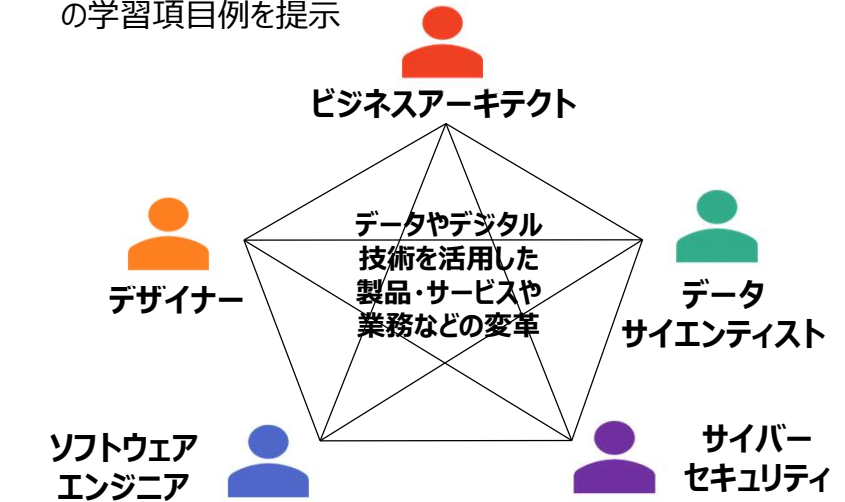 の学習項目例を提示
ビジネスアーキテクト
データやデジタル
技術を活用した
製品・サービスや
業務などの変革
デザイナー
データ
サイエンティスト
ソフトウェア
エンジニア
サイバー
セキュリティ